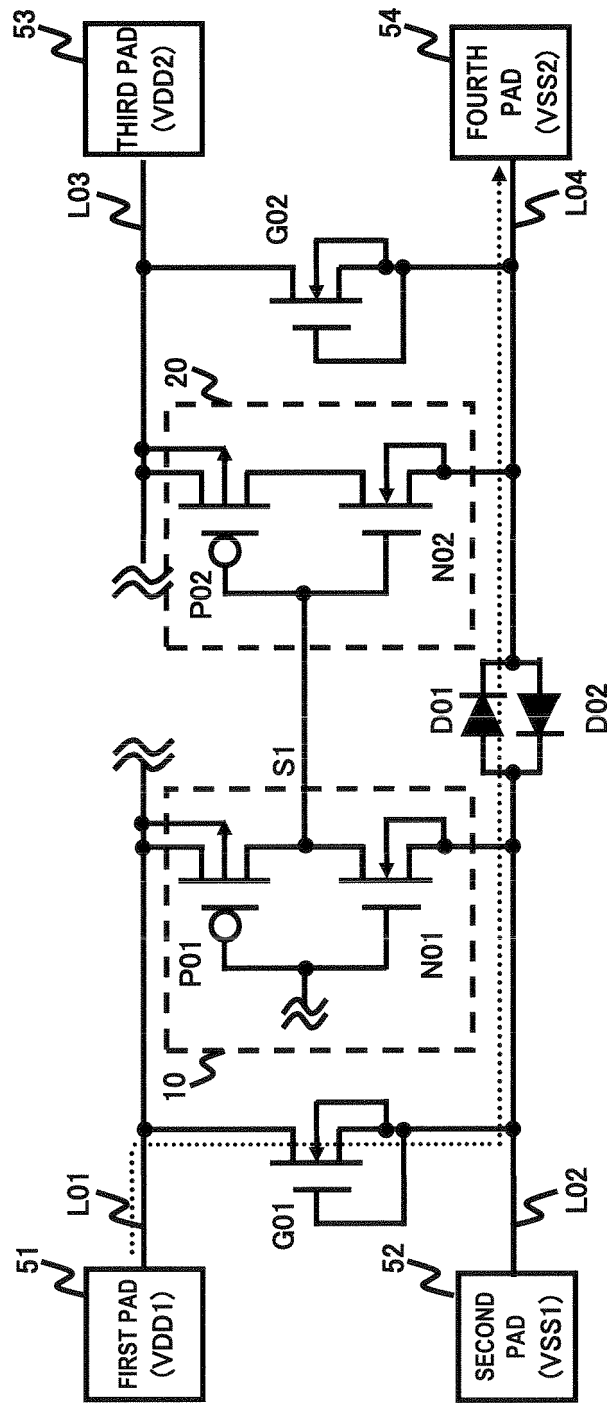 51
FIRST PAD
(VDD1)
L01
53
THIRD PAD
(VDD2)
L03
10
P01
N01
G01
S1
20
P02
N02
G02
D01
D02
52
SECOND
PAD
(VSS1)
L02
54
FOURTH
PAD
(VSS2)
L04